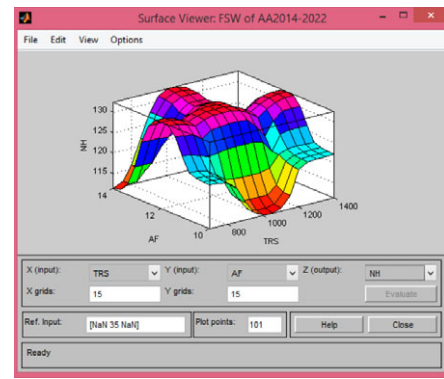 Surface Viewer: FSW of AA2014-2022
File Edit View Options
130
125
120
115
NH
14
12
10
AF
800
1000
1200
1400
TRS
X (input): TRS Y (input): AF Z (output): NH
X grids: 15 Y grids: 15 Evaluate
Ref. Input: [NaN 35 NaN] Plot points: 101 Help Close
Ready